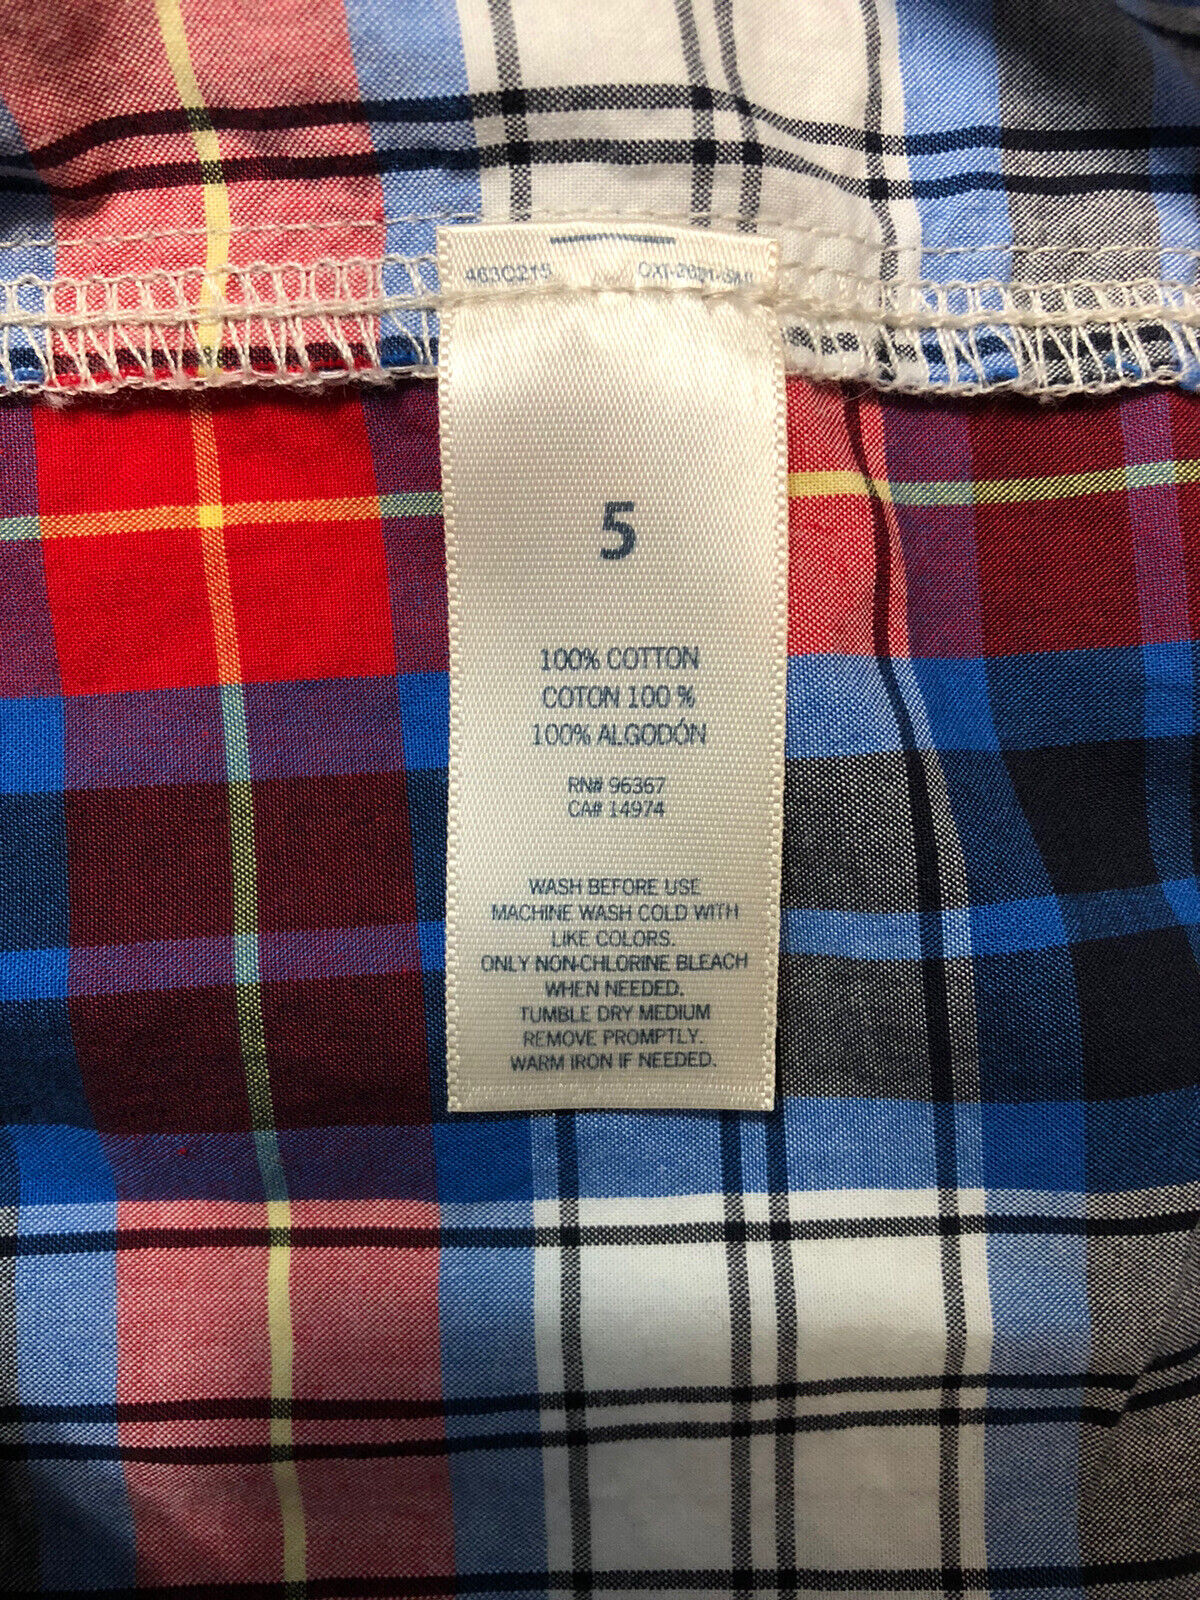 463C215
5
100% COTTON
COTON 100 %
100% ALGODÓN
RN# 96367
CA# 14974
WASH BEFORE USE
MACHINE WASH COLD WITH
LIKE COLORS.
ONLY NON-CHLORINE BLEACH
WHEN NEEDED.
TUMBLE DRY MEDIUM
REMOVE PROMPTLY.
WARM IRON IF NEEDED.